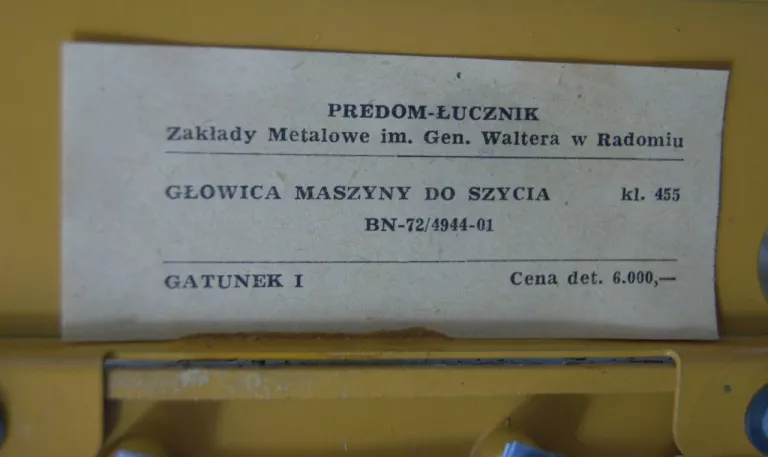 PREDOM-ŁUCZNIK
Zakłady Metalowe im. Gen. Waltera w Radomiu
GŁOWICA MASZYNY DO SZYCIA kl. 455
BN-72/4944-01
GATUNEK I Cena det. 6.000,—